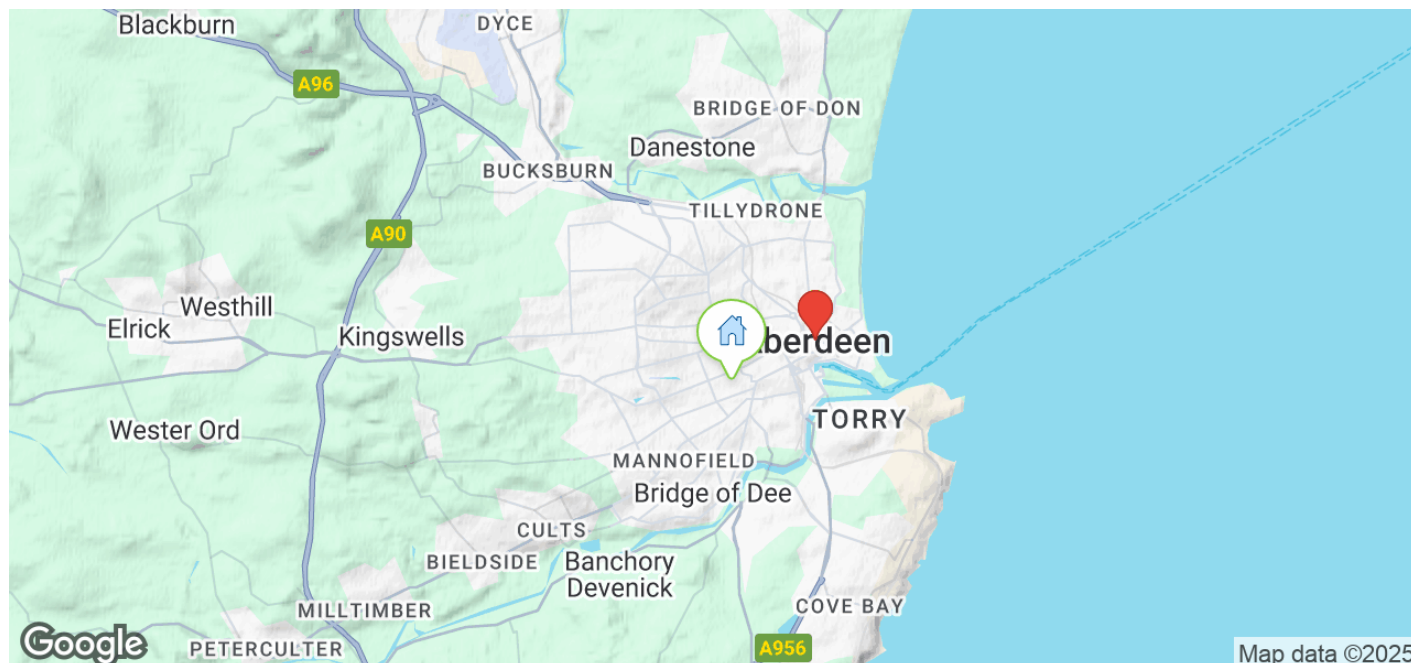 Blackburn
DYCE
A96
BRIDGE OF DON
Danestone
BUCKSBURN
TILLYDRONE
A90
Westhill
Elrick
Kingswells
berdeen
TORRY
Wester Ord
MANNOFIELD
Bridge of Dee
CULTS
BIELDSIDE
Banchory
Devenick
MILLTIMBER
COVE BAY
PETERCULTER
A956
Google
Map data ©2025